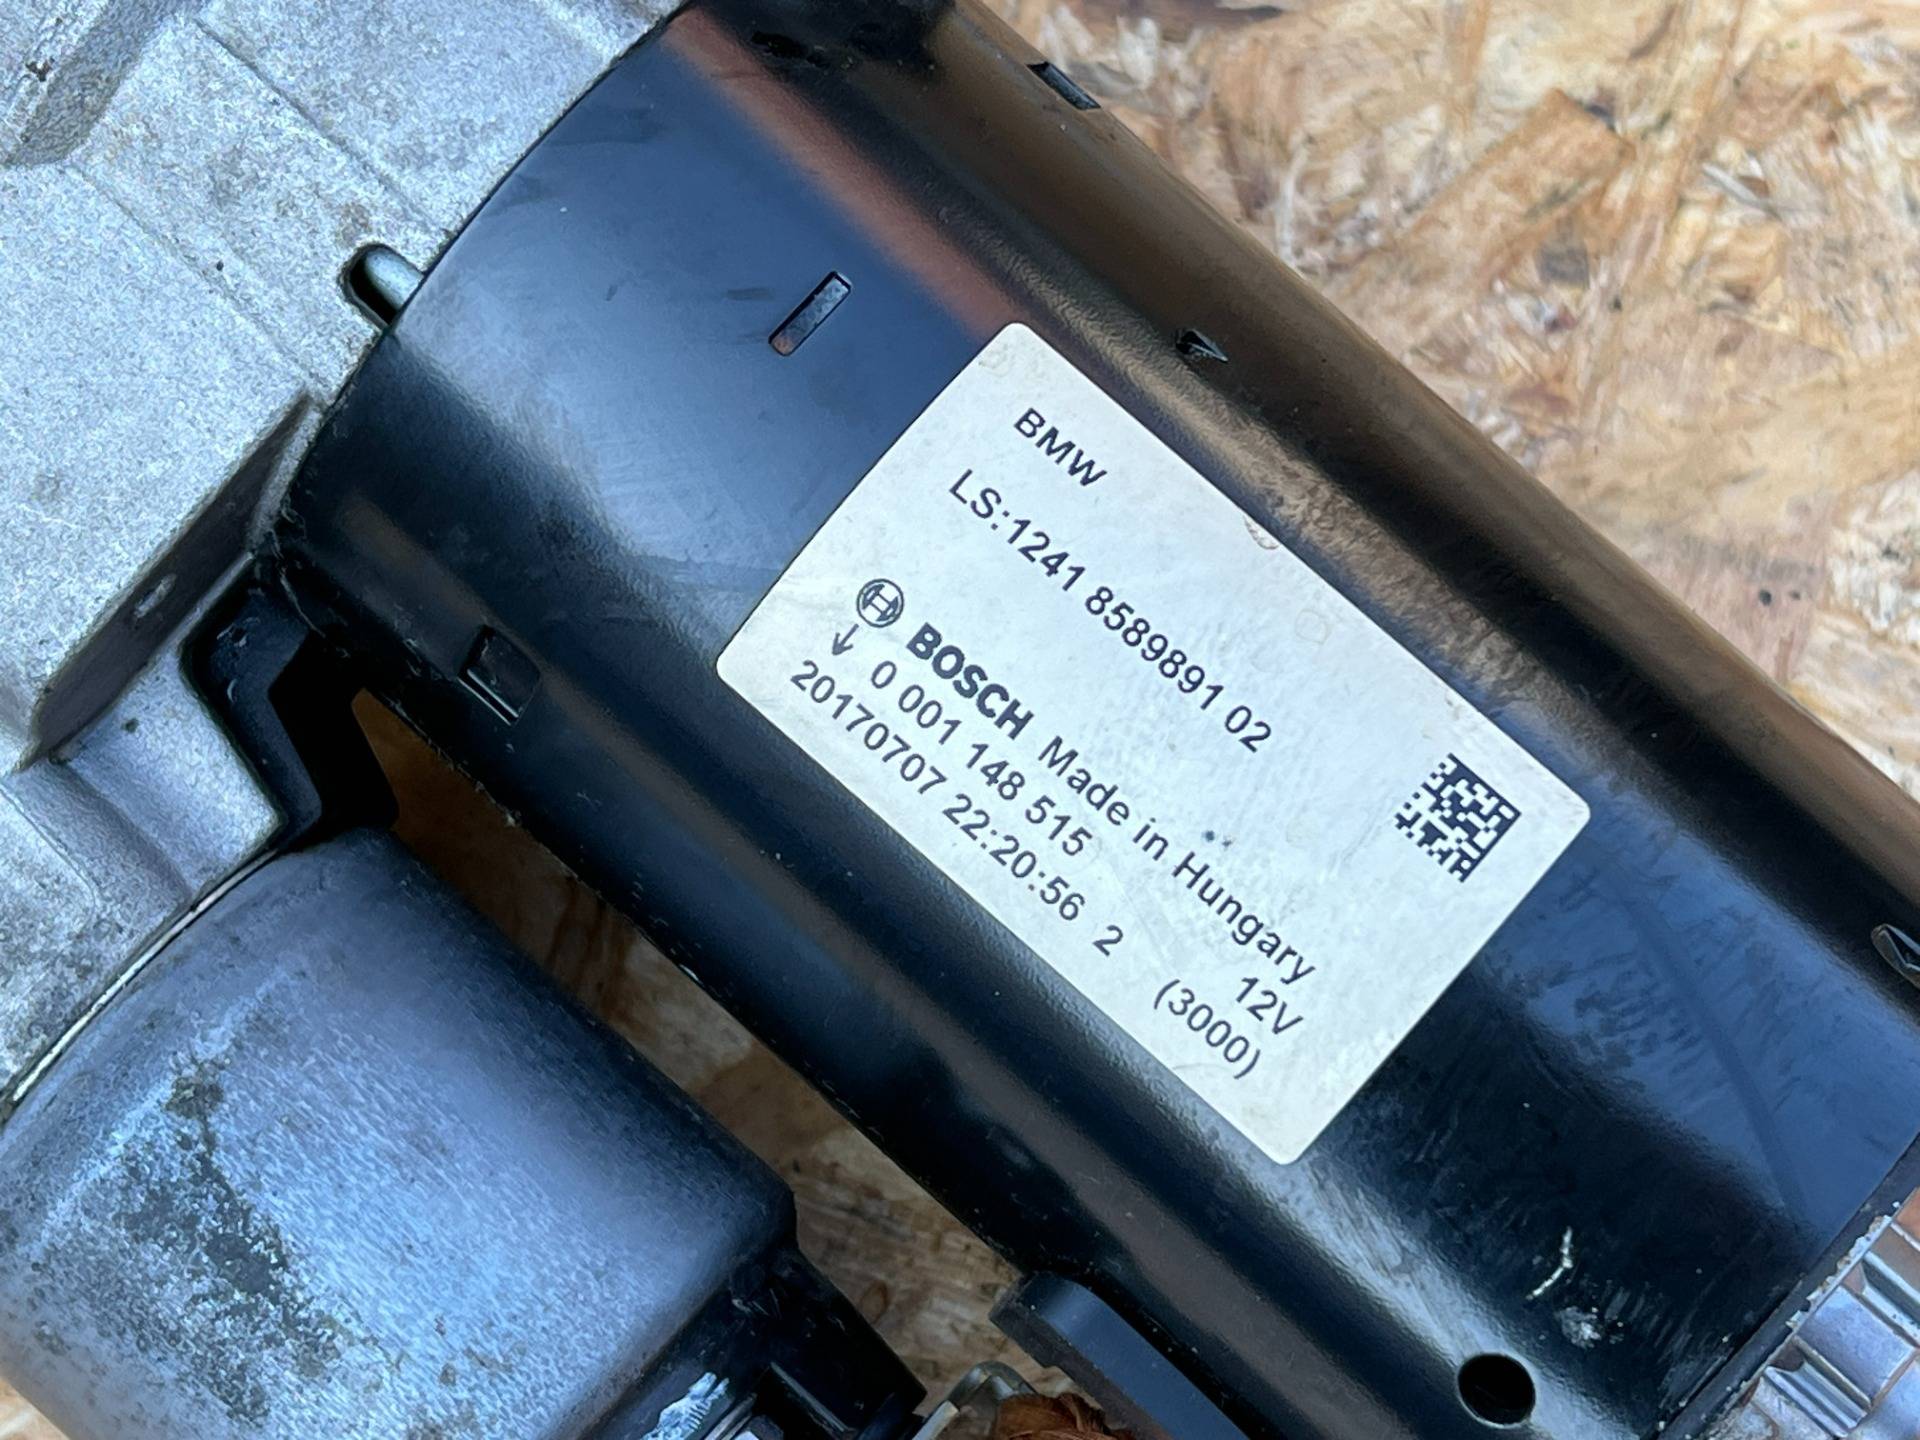 BMW
LS:1241 8589891 02
BOSCH Made in Hungary
↓ 0 001 148 515 12V
20170707 22:20:56 2 (3000)